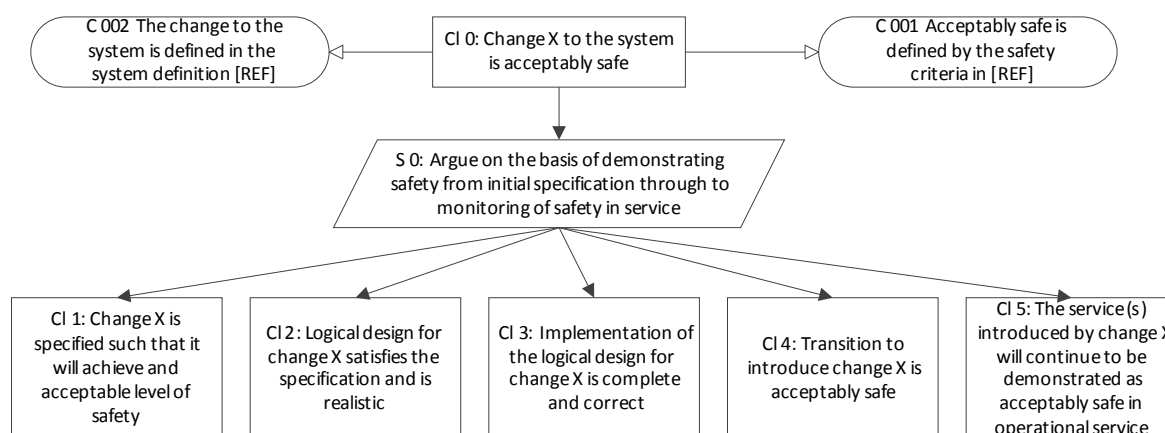 C 002 The change to
the system is
defined in the
system definition [REF]
Cl 0: Change X to the system
is acceptably safe
C 001 Acceptably safe is
defined by the safety
criteria in [REF]
S 0: Argue on the basis of demonstrating
safety from initial specification through to
monitoring of safety in service
Cl 1: Change X is
specified such that it
will achieve and
acceptable level of
safety
Cl 2: Logical design for
change X satisfies the
specification and is
realistic
Cl 3: Implementation of
the logical design for
change X is complete
and correct
Cl 4: Transition to
introduce change X is
acceptably safe
Cl 5: The service(s)
introduced by change X
will continue to be
demonstrated as
acceptably safe in
operational service